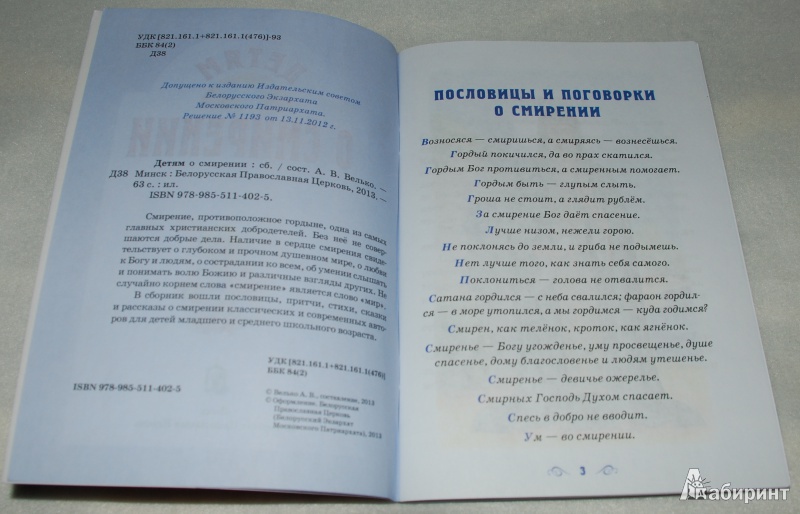 УДК [821.161.1+821.161.1(476)]-93
ББК 84(2)
Д38
Допущено к изданию Издательским советом
Белорусского Экзархата
Московского Патриархата.
Решение № 1193 от 13.11.2012 г.
Детям о смирении : сб. / сост. А. В. Велько. —
Д38 Минск : Белорусская Православная Церковь, 2013. —
63 с. : ил.
ISBN 978-985-511-402-5.
Смирение, противоположное гордыне, одна из самых
главных христианских добродетелей. Без неё не совер-
шаются добрые дела. Наличие в сердце смирения свиде-
тельствует о глубоком и прочном душевном мире, о любви
к Богу и людям, о сострадании ко всем, об умении слышать
и понимать волю Божию и различные взгляды других. Не
случайно корнем слова «смирение» является слово «мир».
В сборник вошли пословицы, притчи, стихи, сказки
и рассказы о смирении классических и современных авто-
ров для детей младшего и среднего школьного возраста.
УДК [821.161.1+821.161.1(476)]
ББК 84(2)
ISBN 978-985-511-402-5
© Велько А. В., составление, 2013
© Оформление. Белорусская
Православная Церковь
(Белорусский Экзархат
Московского Патриархата), 2013
ПОСЛОВИЦЫ И ПОГОВОРКИ
О СМИРЕНИИ
Возносяся — смиришься, а смиряясь — вознесёшься.
Гордый покичился, да во прах скатился.
Гордым Бог противиться, а смиренным помогает.
Гордым быть — глупым слыть.
Гроша не стоит, а глядит рублём.
За смирение Бог даёт спасение.
Лучше низом, нежели горою.
Не поклонясь до земли, и гриба не подымешь.
Нет лучше того, как знать себя самого.
Поклониться — голова не отвалится.
Сатана гордился — с неба свалился; фараон гордил-
ся — в море утопился, а мы гордимся — куда годимся?
Смирен, как телёнок, кроток, как ягнёнок.
Смиренье — Богу угожденье, уму просвещенье, душе
спасенье, дому благословенье и людям утешенье.
Смиренье — девичье ожерелье.
Смирных Господь Духом спасает.
Спесь в добро не вводит.
Ум — во смирении.
3
Лабиринт